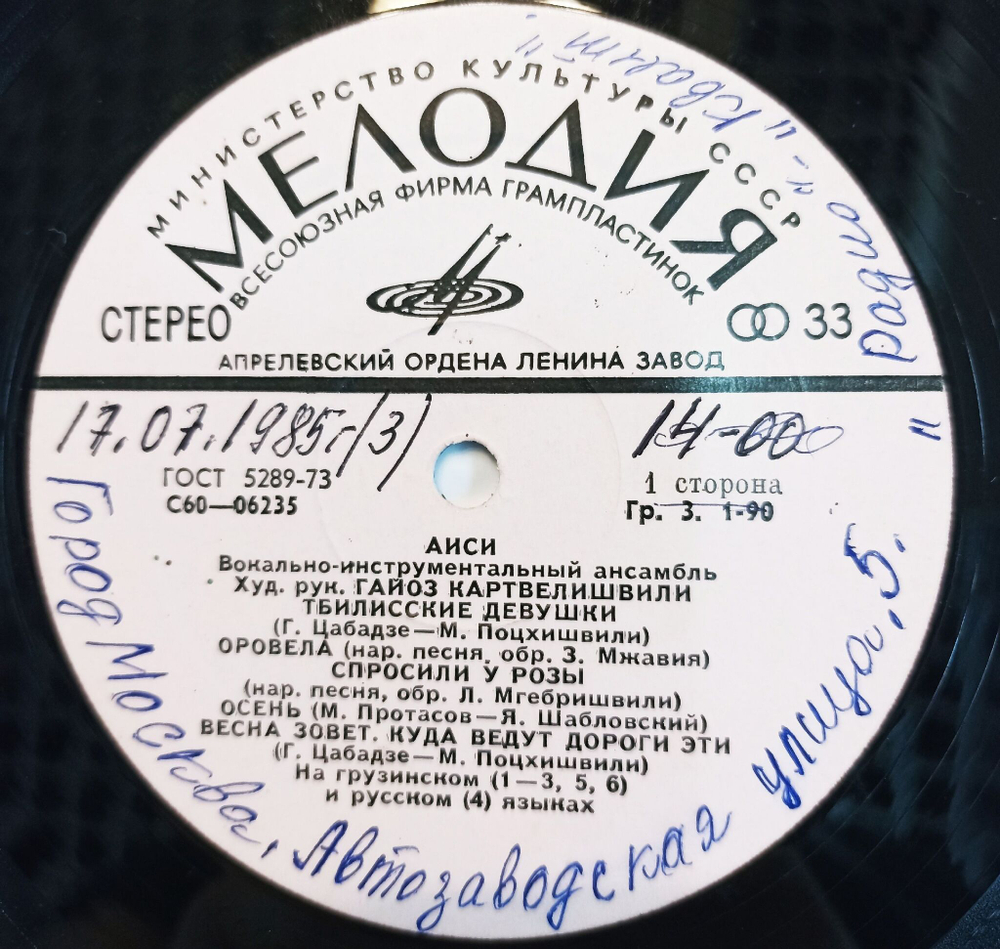 МИНИСТЕРСТВО КУЛЬТУРЫ СССР
МЕЛОДИЯ
ВСЕСОЮЗНАЯ ФИРМА ГРАМПЛАСТИНОК
СТЕРЕО
33
АПРЕЛЕВСКИЙ ОРДЕНА ЛЕНИНА ЗАВОД
17.07.1985г. (3)
14-00
ГОСТ 5289-73
1 сторона
С60—06235
Гр. 3. 1-90
АИСИ
Вокально-инструментальный ансамбль
Худ. рук. ГАЙОЗ КАРТВЕЛИШВИЛИ
ТБИЛИССКИЕ ДЕВУШКИ
(Г. Цабадзе—М. Поцхишвили)
ОРОВЕЛА (нар. песня, обр. З. Мжавия)
СПРОСИЛИ У РОЗЫ
(нар. песня, обр. Л. Мгебришвили)
ОСЕНЬ (М. Протасов—Я. Шабловский)
ВЕСНА ЗОВЕТ. КУДА ВЕДУТ ДОРОГИ ЭТИ
(Г. Цабадзе—М. Поцхишвили)
На грузинском (1—3, 5, 6)
и русском (4) языках
Город Москва, Автозаводская улица, 5.
"Радио"-"Квант"